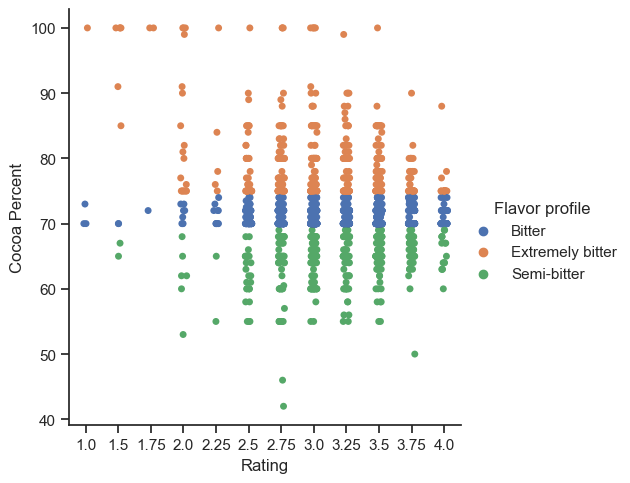 100
90
80
70
60
50
40
Cocoa Percent
1.0 1.5 1.75 2.0 2.25 2.5 2.75 3.0 3.25 3.5 3.75 4.0
Rating
Flavor profile
Bitter
Extremely bitter
Semi-bitter